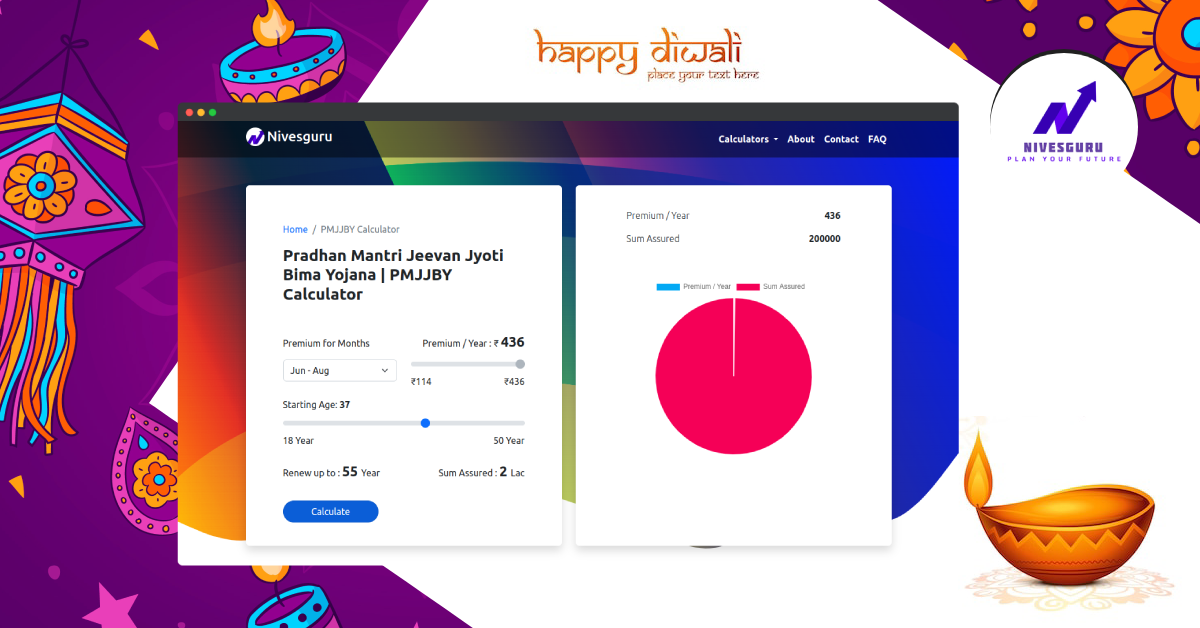 happy diwali
place your text here
Nivesguru
Calculators
About
Contact
FAQ
NIVESGURU
PLAN YOUR FUTURE
Home / PMJJBY Calculator
Pradhan Mantri Jeevan Jyoti
Bima Yojana | PMJJBY
Calculator
Premium for Months
Premium / Year : ₹ 436
Jun - Aug
₹114
₹436
Starting Age: 37
18 Year
50 Year
Renew up to : 55 Year
Sum Assured : 2 Lac
Calculate
Premium / Year
436
Sum Assured
200000
Premium / Year
Sum Assured